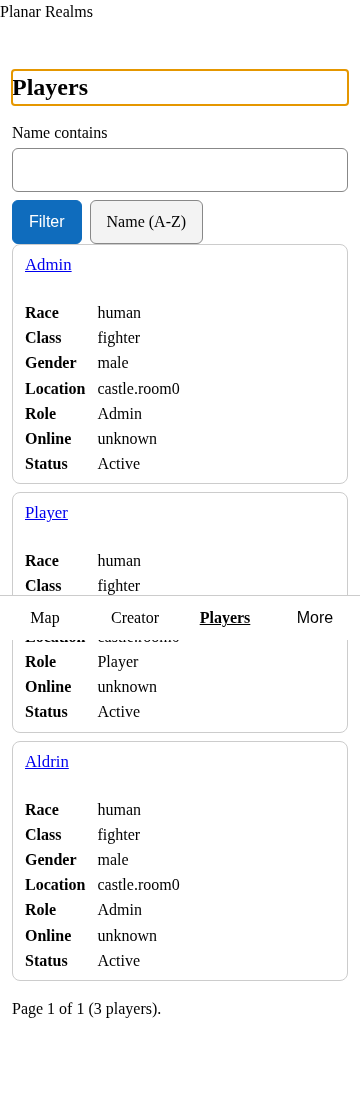 Planar Realms
Players
Name contains
Filter
Name (A-Z)
Admin
Race human
Class fighter
Gender male
Location castle.room0
Role Admin
Online unknown
Status Active
Player
Race human
Class fighter
Map Creator Players More
Role Player
Online unknown
Status Active
Aldrin
Race human
Class fighter
Gender male
Location castle.room0
Role Admin
Online unknown
Status Active
Page 1 of 1 (3 players).